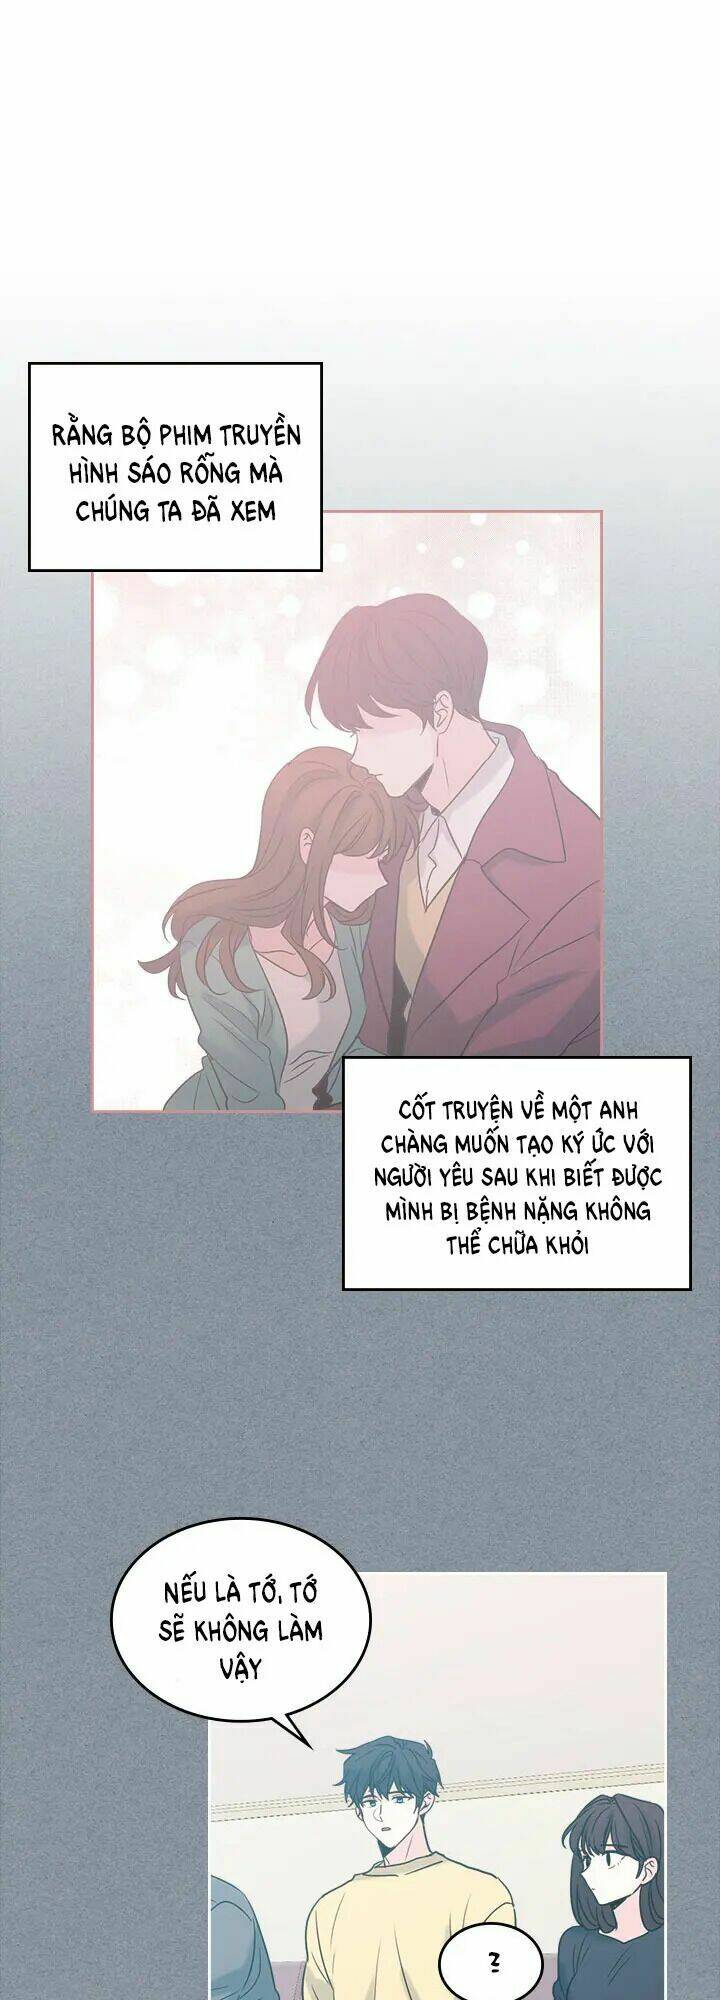 RẰNG BỘ PHIM TRUYỀN
HÌNH SÁO RỖNG MÀ
CHÚNG TA ĐÃ XEM
CỐT TRUYỆN VỀ MỘT ANH
CHÀNG MUỐN TẠO KÝ ỨC VỚI
NGƯỜI YÊU SAU KHI BIẾT ĐƯỢC
MÌNH BỊ BỆNH NẶNG KHÔNG
THỂ CHỮA KHỎI
NẾU LÀ TỚ, TỚ
SẼ KHÔNG LÀM
VẬY
?